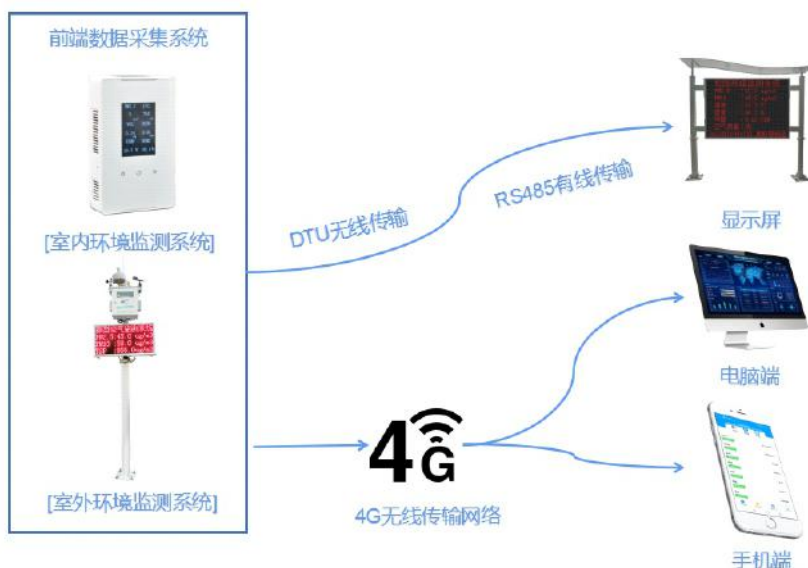 前端数据采集系统
[室内环境监测系统]
[室外环境监测系统]
DTU无线传输
RS485有线传输
显示屏
电脑端
4G
4G无线传输网络
手机端